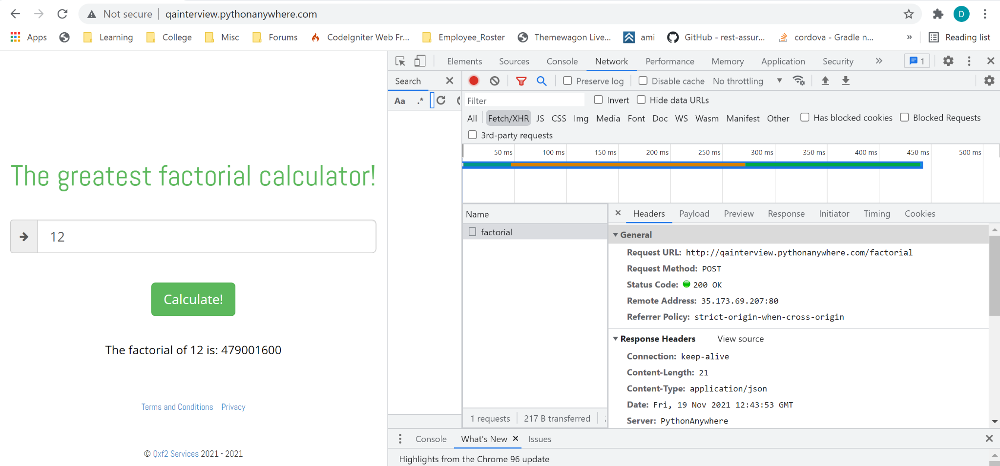 Not secure qainterview.pythonanywhere.com D
Apps Learning College Misc Forums CodeIgniter Web Fr... Employee_Roster Themewagon Live... ami GitHub - rest-assur... cordova - Gradle n... » Reading list
Elements Sources Console Network Performance Memory Application Security 1
Search Preserve log Disable cache No throttling
Aa .* Filter Invert Hide data URLs
All Fetch/XHR JS CSS Img Media Font Doc WS Wasm Manifest Other Has blocked cookies Blocked Requests
3rd-party requests
50 ms 100 ms 150 ms 200 ms 250 ms 300 ms 350 ms 400 ms 450 ms 500 ms
The greatest factorial calculator!
12
Calculate!
The factorial of 12 is: 479001600
Terms and Conditions Privacy
© Qxf2 Services 2021 - 2021
Name
factorial
1 requests 217 B transferred
Headers Payload Preview Response Initiator Timing Cookies
General
Request URL: http://qainterview.pythonanywhere.com/factorial
Request Method: POST
Status Code: 200 OK
Remote Address: 35.173.69.207:80
Referrer Policy: strict-origin-when-cross-origin
Response Headers View source
Connection: keep-alive
Content-Length: 21
Content-Type: application/json
Date: Fri, 19 Nov 2021 12:43:53 GMT
Server: PythonAnywhere
Console What's New Issues
Highlights from the Chrome 96 update